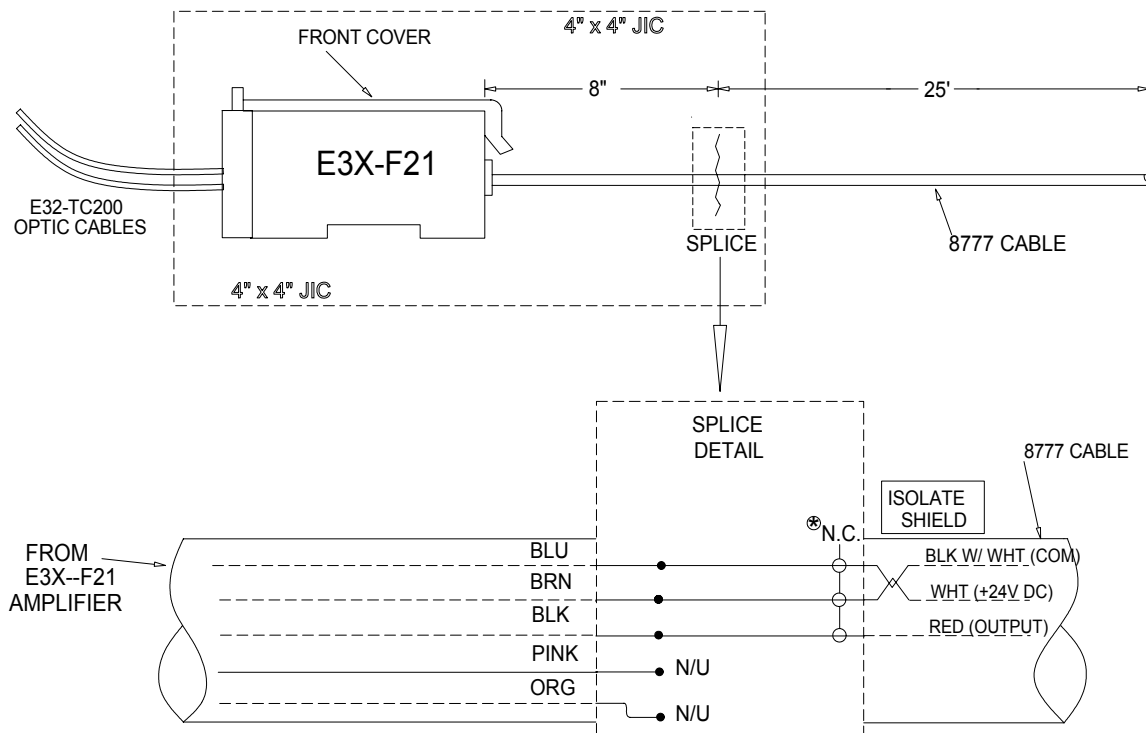 4" x 4" JIC
FRONT COVER
8"
25'
E3X-F21
E32-TC200
OPTIC CABLES
SPLICE
8777 CABLE
4" x 4" JIC
SPLICE
DETAIL
8777 CABLE
ISOLATE
SHIELD
*N.C.
FROM
E3X--F21
AMPLIFIER
BLU
BLK W/ WHT (COM)
BRN
WHT (+24V DC)
BLK
RED (OUTPUT)
PINK
N/U
ORG
N/U